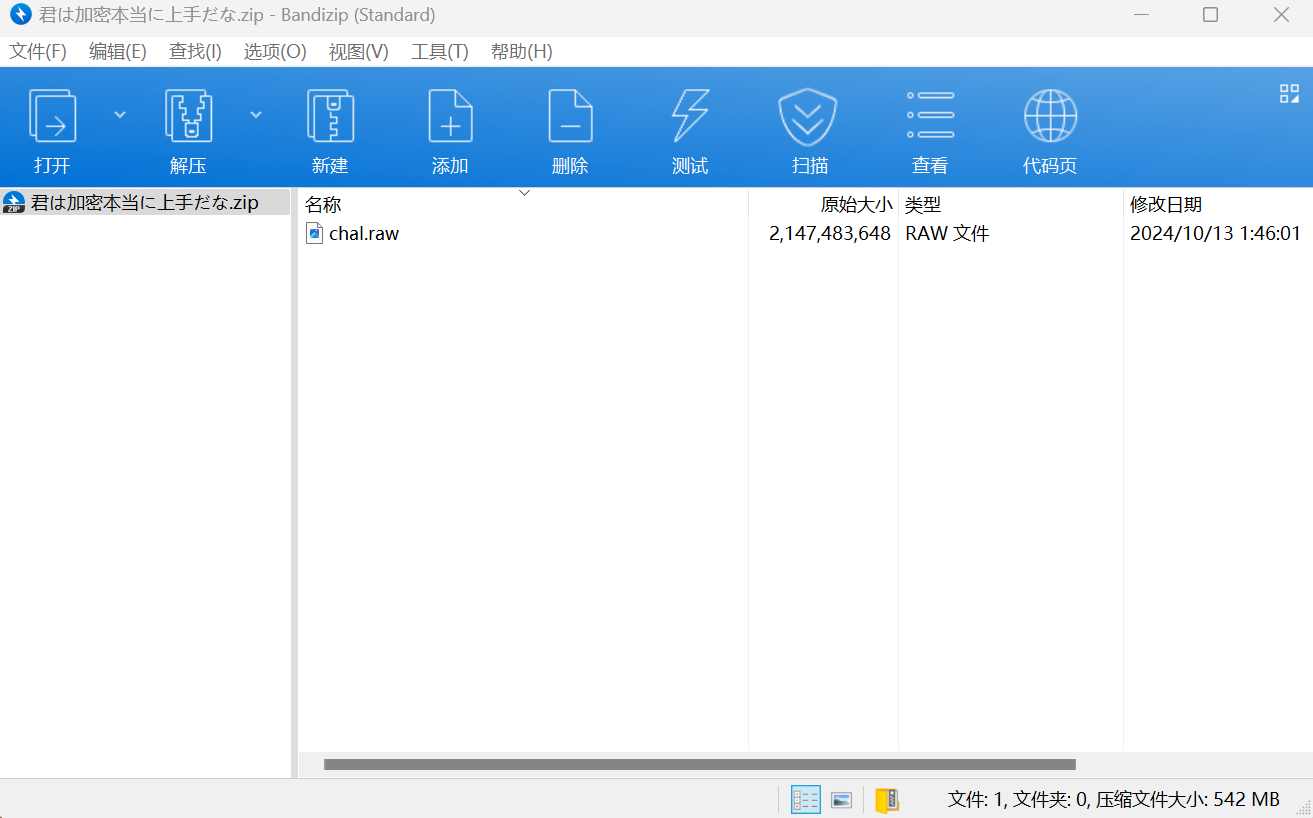 君は加密本当に上手だな.zip - Bandizip (Standard)
文件(F) 编辑(E) 查找(I) 选项(O) 视图(V) 工具(T) 帮助(H)
打开 解压 新建 添加 删除 测试 扫描 查看 代码页
君は加密本当に上手だな.zip
名称 原始大小 类型 修改日期
chal.raw 2,147,483,648 RAW 文件 2024/10/13 1:46:01
文件: 1, 文件夹: 0, 压缩文件大小: 542 MB